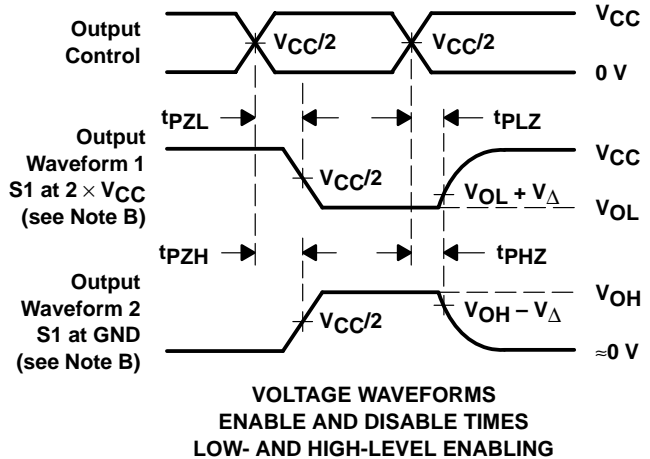 Output
Control
VCC/2
VCC/2
VCC
0 V
tPZL
tPLZ
Output
Waveform 1
S1 at 2 × VCC
(see Note B)
VCC/2
VCC
VOL + VΔ
VOL
tPZH
tPHZ
Output
Waveform 2
S1 at GND
(see Note B)
VCC/2
VOH
VOH − VΔ
≈0 V
VOLTAGE WAVEFORMS
ENABLE AND DISABLE TIMES
LOW- AND HIGH-LEVEL ENABLING